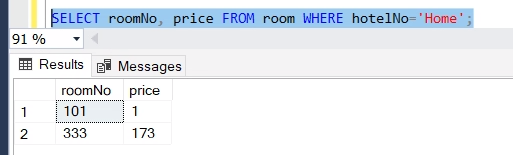 SELECT roomNo, price FROM room WHERE hotelNo='Home';
91 %
Results Messages
roomNo price
1 101 1
2 333 173